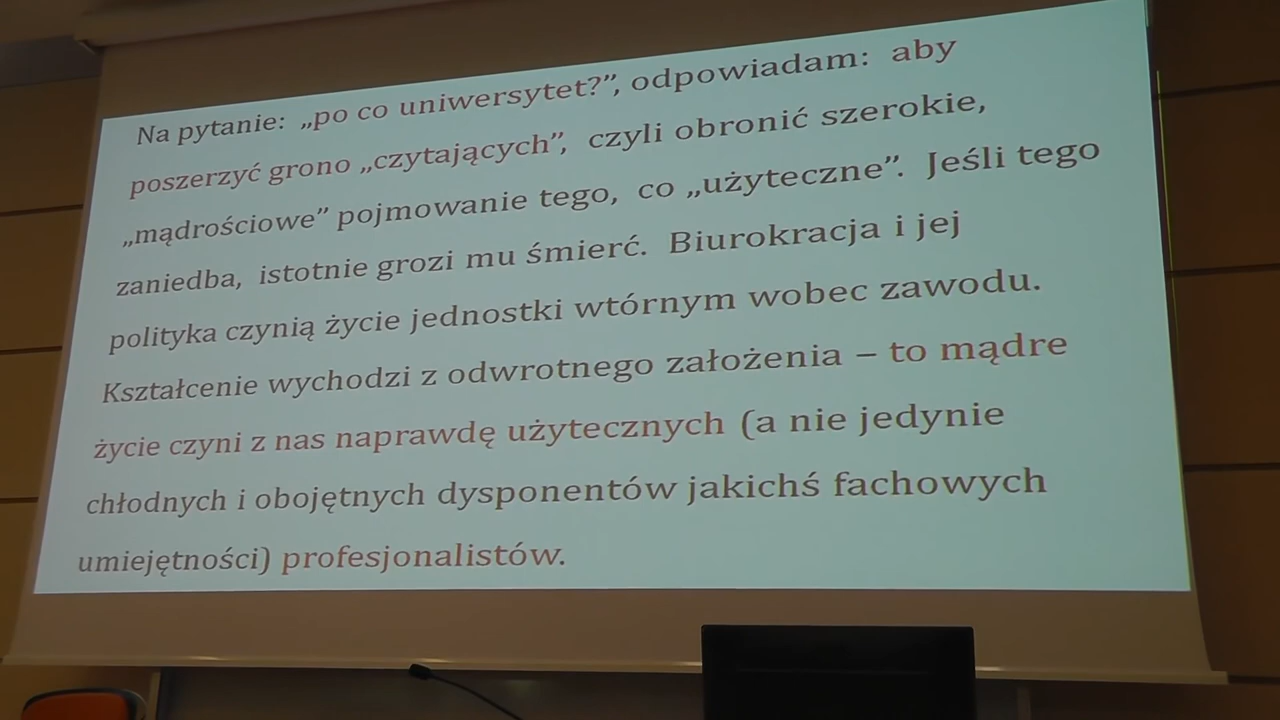 Na pytanie: „po co uniwersytet?”, odpowiadam: aby
poszerzyć grono „czytających”, czyli obronić szerokie,
„mądrościowe” pojmowanie tego, co „użyteczne”. Jeśli tego
zaniedba, istotnie grozi mu śmierć. Biurokracja i jej
polityka czynią życie jednostki wtórnym wobec zawodu.
Kształcenie wychodzi z odwrotnego założenia – to mądre
życie czyni z nas naprawdę użytecznych (a nie jedynie
chłodnych i obojętnych dysponentów jakichś fachowych
umiejętności) profesjonalistów.